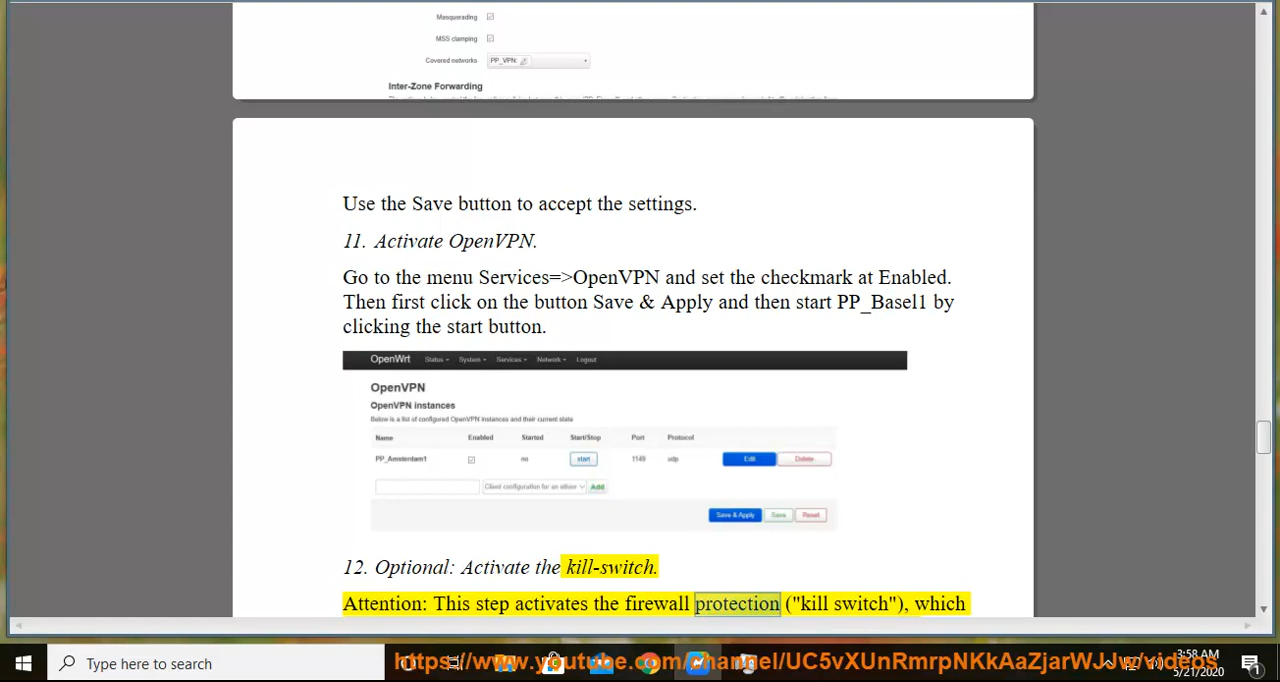 Masquerading
MSS clamping
Covered networks PP_VPN:
Inter-Zone Forwarding
Use the Save button to accept the settings.
11. Activate OpenVPN.
Go to the menu Services=>OpenVPN and set the checkmark at Enabled.
Then first click on the button Save & Apply and then start PP_Basel1 by
clicking the start button.
OpenWrt Status System Services Network Logout
OpenVPN
OpenVPN instances
Below is a list of configured OpenVPN instances and their current state
Name Enabled Started Start/Stop Port Protocol
PP_Amsterdam1 no start 1149 udp Edit Delete
Client configuration for an Add
Save & Apply Save Reset
12. Optional: Activate the kill-switch.
Attention: This step activates the firewall protection ("kill switch"), which
Type here to search
https://www.youtube.com/channel/UC5vXUnRmrpNKkAaZjarWJJw/videos
3:58 AM
5/21/2020
1